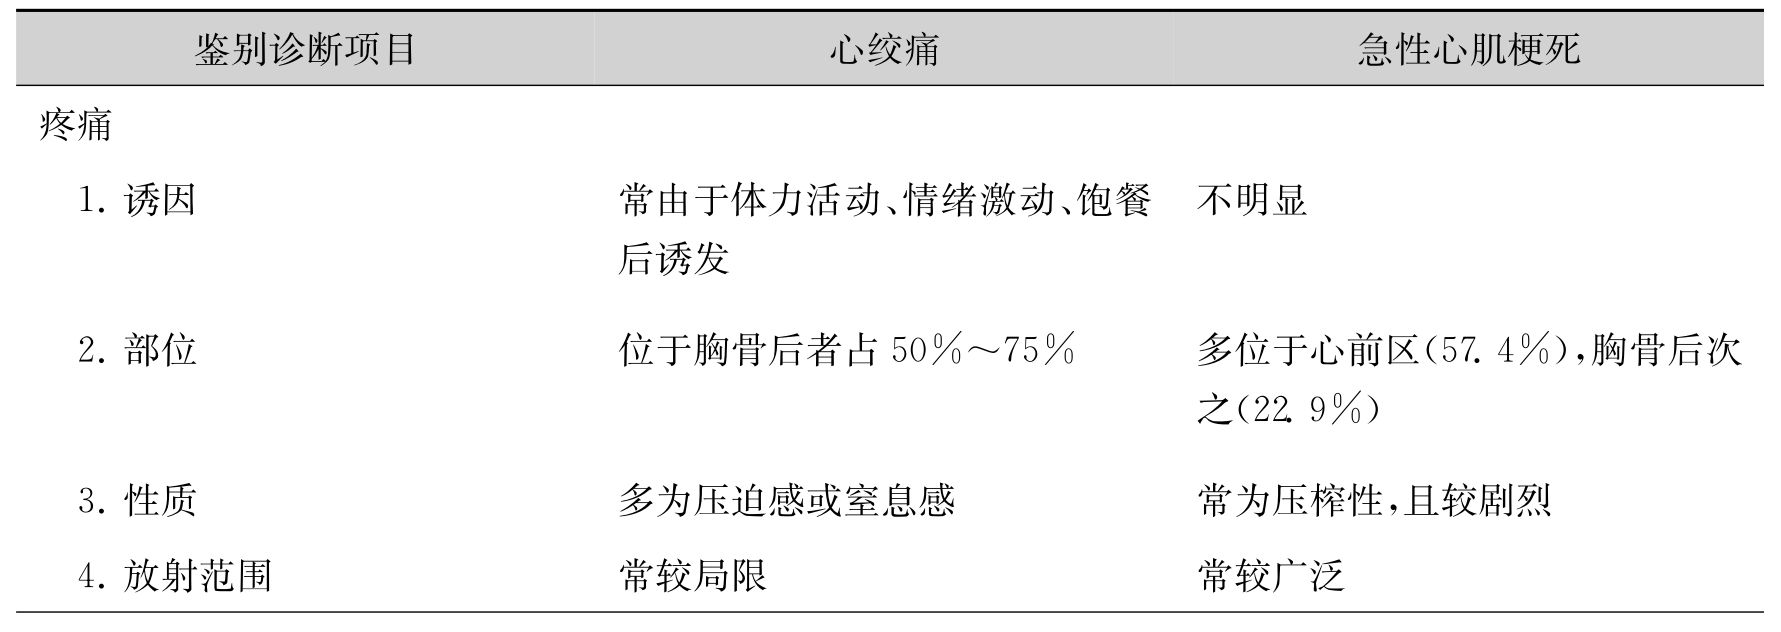 鉴别诊断项目 心绞痛 急性心肌梗死
疼痛
1. 诱因 常由于体力活动、情绪激动、饱餐 不明显
后诱发
2. 部位 位于胸骨后者占50%～75% 多位于心前区(57.4%),胸骨后次
之(22.9%)
3. 性质 多为压迫感或窒息感 常为压榨性,且较剧烈
4. 放射范围 常较局限 常较广泛